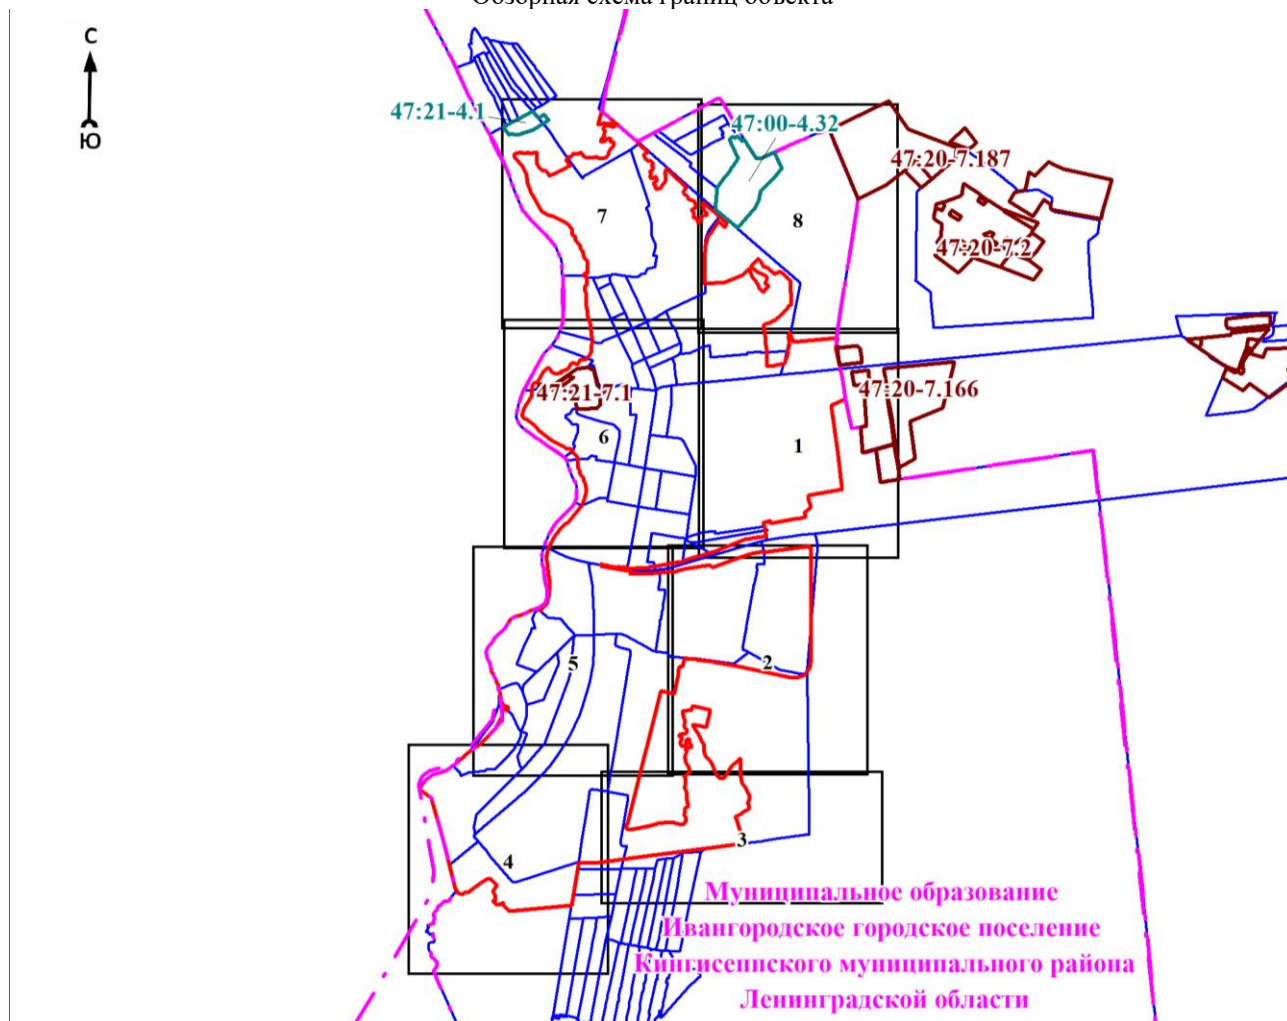 Обзорная схема границ объекта
С
Ю
47:21-4.1
47:00-4.32
47:20-7.187
7
8
47:20-7.2
47:21-7.1
47:20-7.166
6
1
5
2
4
3
Муниципальное образование
Ивангородское городское поселение
Кингисеппского муниципального района
Ленинградской области